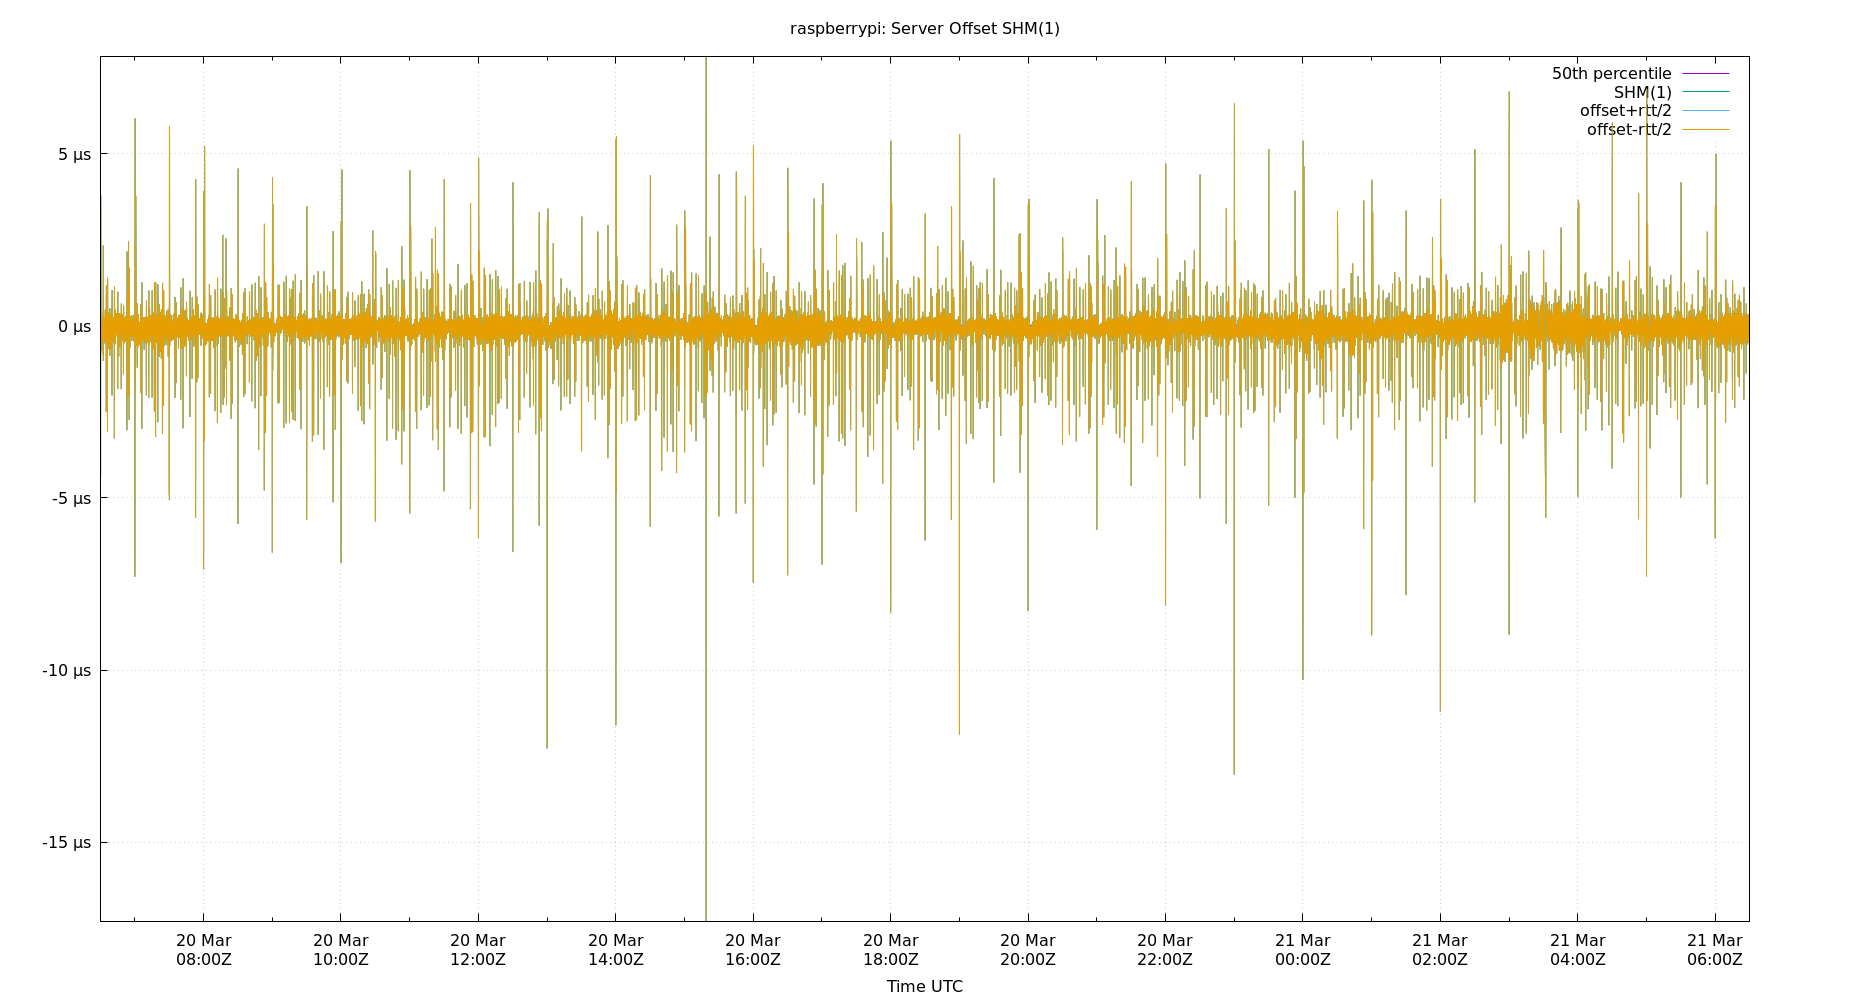 raspberrypi: Server Offset SHM(1)
50th percentile
SHM(1)
offset+rtt/2
offset-rtt/2
5 µs
0 µs
-5 µs
-10 µs
-15 µs
20 Mar 20 Mar 20 Mar 20 Mar 20 Mar 20 Mar 20 Mar 20 Mar 21 Mar 21 Mar 21 Mar 21 Mar
08:00Z 10:00Z 12:00Z 14:00Z 16:00Z 18:00Z 20:00Z 22:00Z 00:00Z 02:00Z 04:00Z 06:00Z
Time UTC